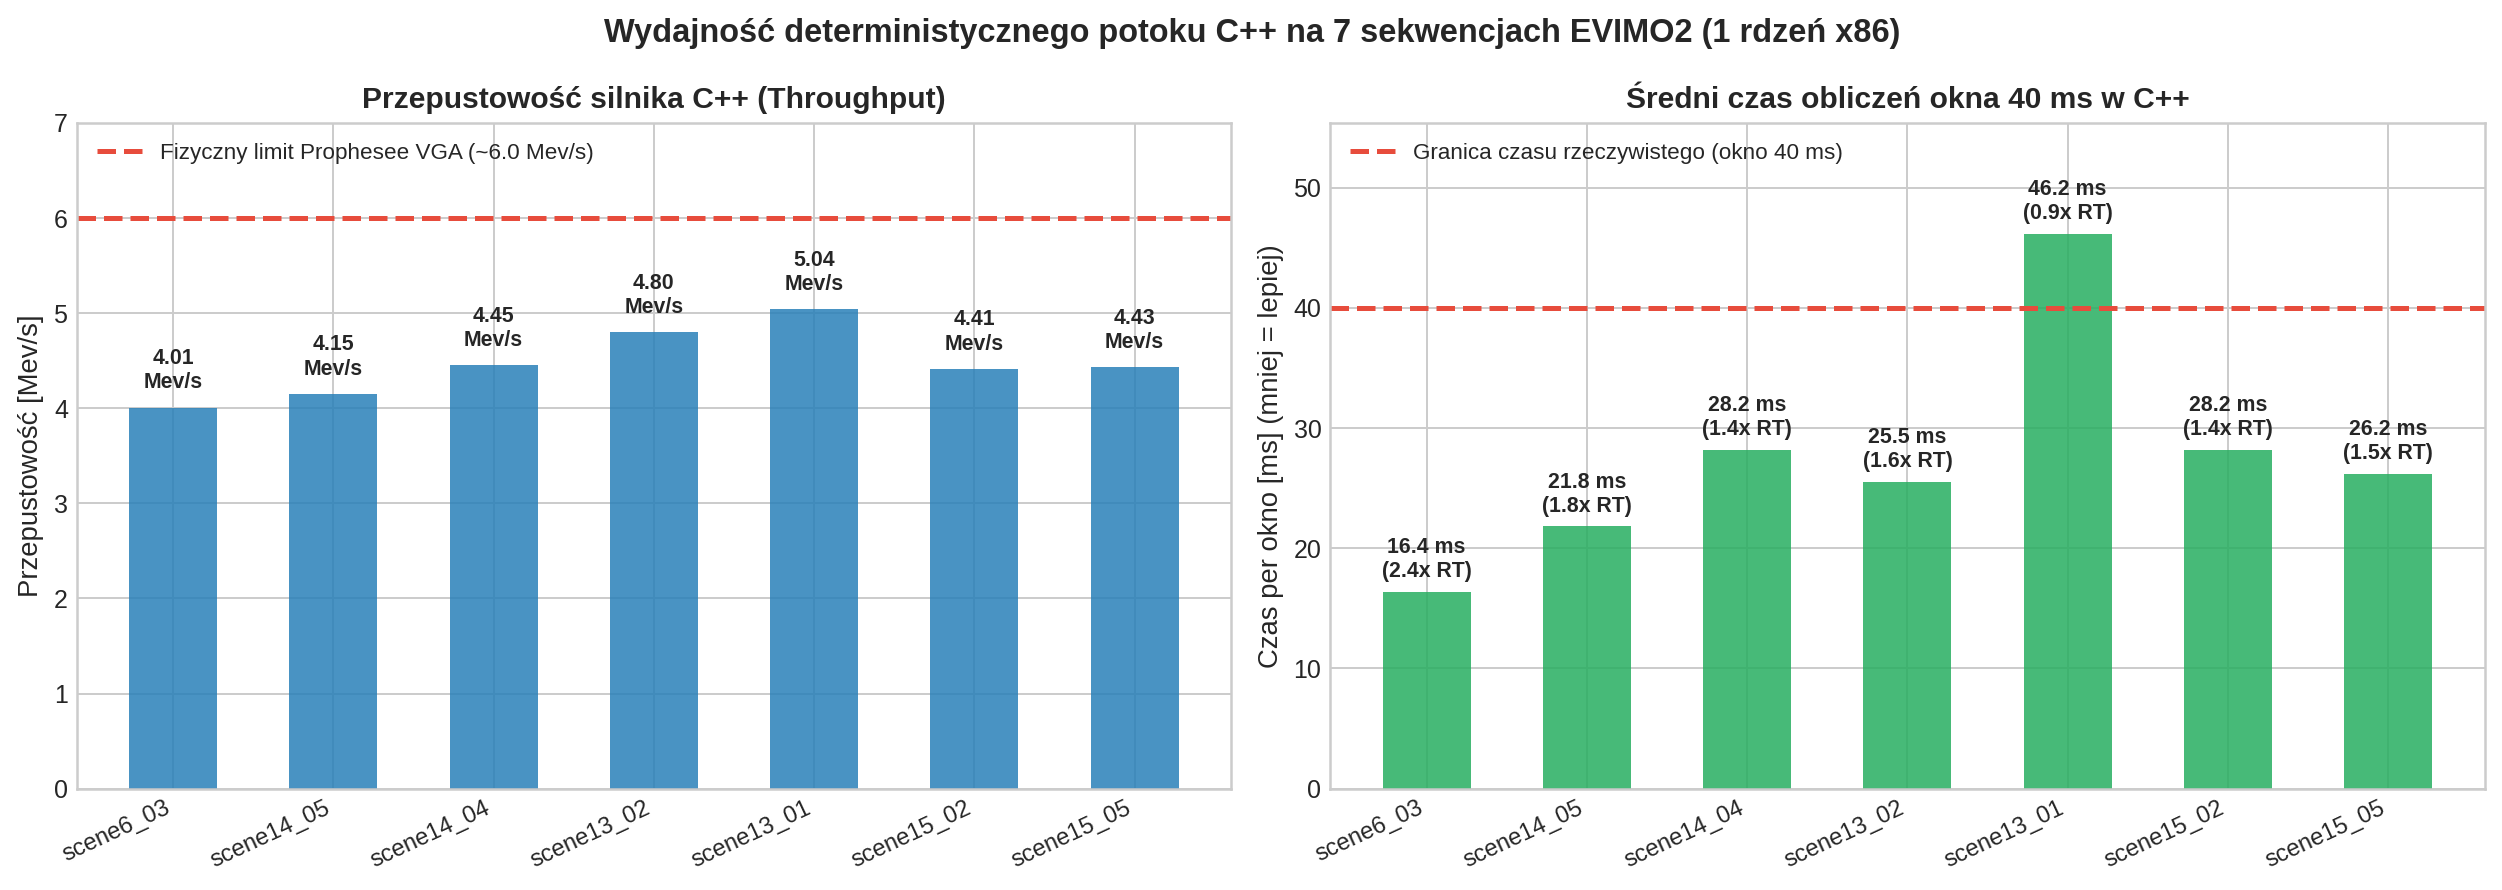 Wydajność deterministycznego potoku C++ na 7 sekwencjach EVIMO2 (1 rdzeń x86)
Przepustowość silnika C++ (Throughput)
Fizyczny limit Prophesee VGA (~6.0 Mev/s)
Przepustowość [Mev/s]
7
6
5
4
3
2
1
0
4.01
Mev/s
4.15
Mev/s
4.45
Mev/s
4.80
Mev/s
5.04
Mev/s
4.41
Mev/s
4.43
Mev/s
scene6_03
scene14_05
scene14_04
scene13_02
scene13_01
scene15_02
scene15_05
Średni czas obliczeń okna 40 ms w C++
Granica czasu rzeczywistego (okno 40 ms)
Czas per okno [ms] (mniej = lepiej)
50
40
30
20
10
0
16.4 ms
(2.4x RT)
21.8 ms
(1.8x RT)
28.2 ms
(1.4x RT)
25.5 ms
(1.6x RT)
46.2 ms
(0.9x RT)
28.2 ms
(1.4x RT)
26.2 ms
(1.5x RT)
scene6_03
scene14_05
scene14_04
scene13_02
scene13_01
scene15_02
scene15_05